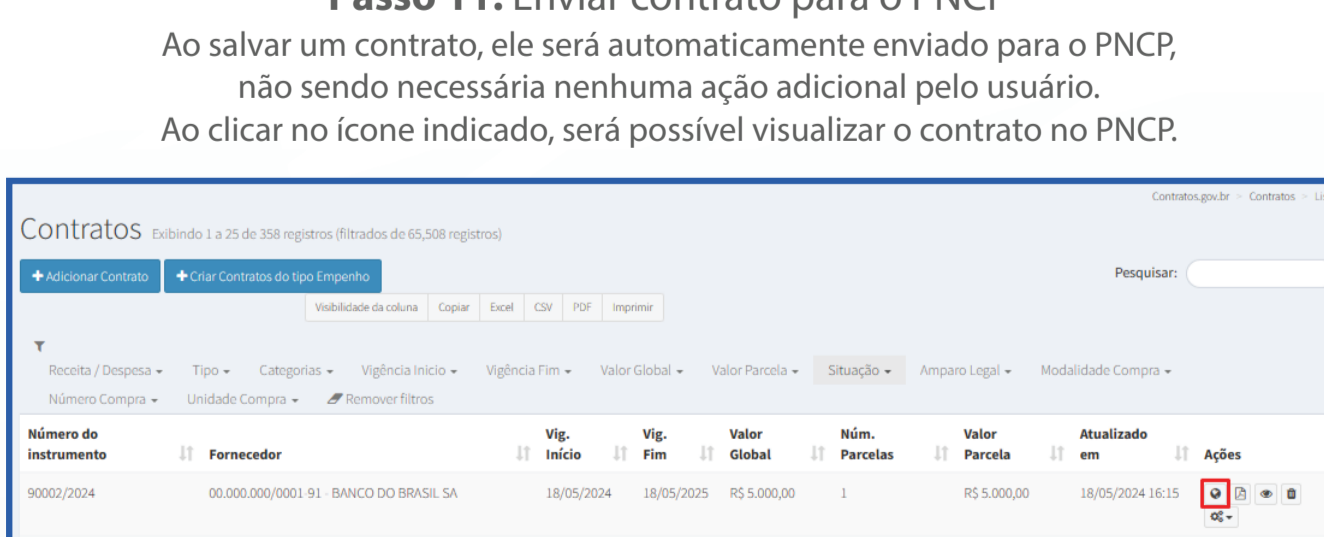 Passo 11: Enviar contrato para o PNCP
Ao salvar um contrato, ele será automaticamente enviado para o PNCP,
não sendo necessária nenhuma ação adicional pelo usuário.
Ao clicar no ícone indicado, será possível visualizar o contrato no PNCP.
Contratos.gov.br > Contratos >
Contratos Exibindo 1 a 25 de 358 registros (filtrados de 65,508 registros)
+ Adicionar Contrato + Criar Contratos do tipo Empenho Pesquisar:
Visibilidade da coluna Copiar Excel CSV PDF Imprimir
Receita / Despesa Tipo Categorias Vigência Inicio Vigência Fim Valor Global Valor Parcela Situação Amparo Legal Modalidade Compra
Número Compra Unidade Compra Remover filtros
Número do instrumento Fornecedor Vig. Início Vig. Fim Valor Global Núm. Parcelas Valor Parcela Atualizado em Ações
90002/2024 00.000.000/0001-91 - BANCO DO BRASIL SA 18/05/2024 18/05/2025 R$ 5.000,00 1 R$ 5.000,00 18/05/2024 16:15